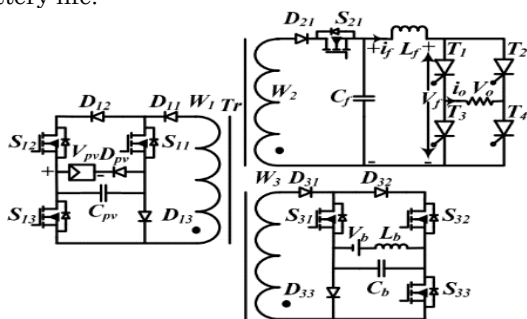 ttery life.
D21 S21
if Lf T1 T2
W2 Cf Vf io Vo
T3 T4
D12 D11 W1 Tr
S12 Vpv Dpv S11
S13 Cpv D13
W3 D31 D32
S31 S32
Vb Lb
D33 Cb S33